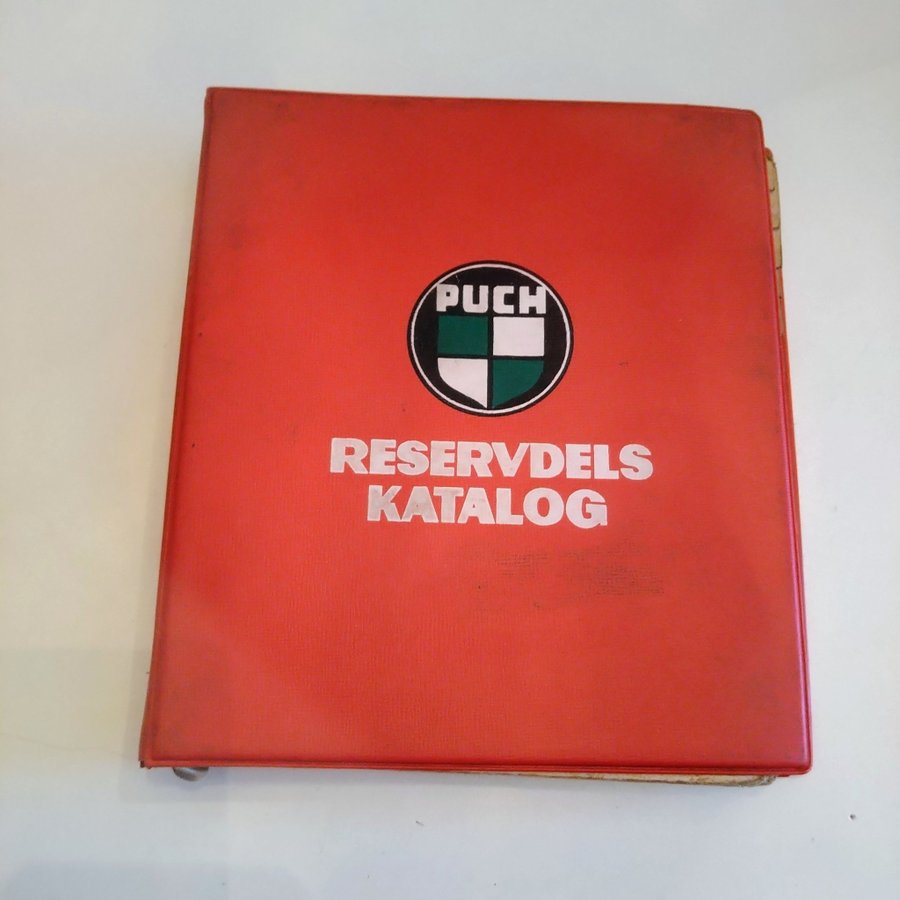 PUCH
RESERVDELS
KATALOG